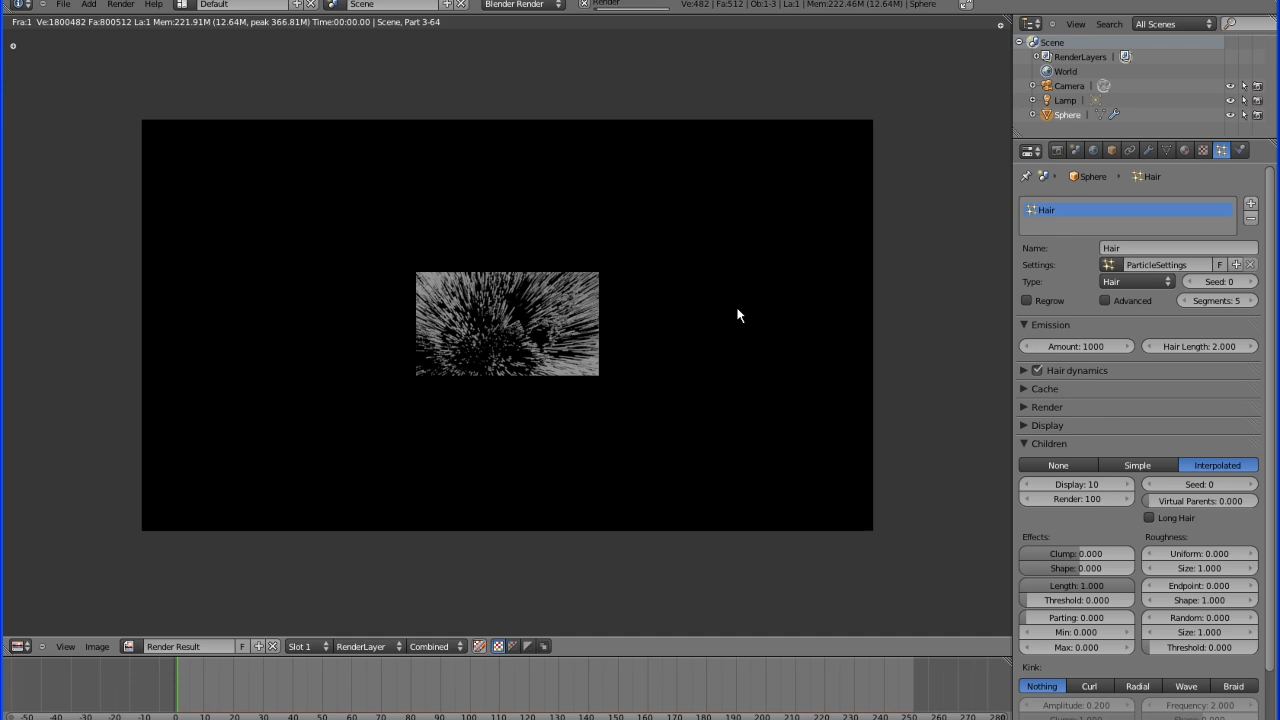 File Add Render Help Default Scene Blender Render Render Ve:482 | Fa:512 | Ob:1-3 | La:1 | Mem:222.46M (12.64M) | Sphere
Fra:1 Ve:1800482 Fa:800512 La:1 Mem:221.91M (12.64M, peak 366.81M) Time:00:00.00 | Scene, Part 3-64
View Search All Scenes
Scene
RenderLayers |
World
Camera |
Lamp |
Sphere |
Sphere Hair
Hair
Name: Hair
Settings: ParticleSettings F
Type: Hair Seed: 0
Regrow Advanced Segments: 5
Emission
Amount: 1000 Hair Length: 2.000
Hair dynamics
Cache
Render
Display
Children
None Simple Interpolated
Display: 10 Seed: 0
Render: 100 Virtual Parents: 0.000
Long Hair
Effects: Roughness:
Clump: 0.000 Uniform: 0.000
Shape: 0.000 Size: 1.000
Length: 1.000 Endpoint: 0.000
Threshold: 0.000 Shape: 1.000
Parting: 0.000 Random: 0.000
Min: 0.000 Size: 1.000
Max: 0.000 Threshold: 0.000
Kink:
Nothing Curl Radial Wave Braid
Amplitude: 0.200 Frequency: 2.000
View Image Render Result F Slot 1 RenderLayer Combined
-50 -40 -30 -20 -10 0 10 20 30 40 50 60 70 80 90 100 110 120 130 140 150 160 170 180 190 200 210 220 230 240 250 260 270 280